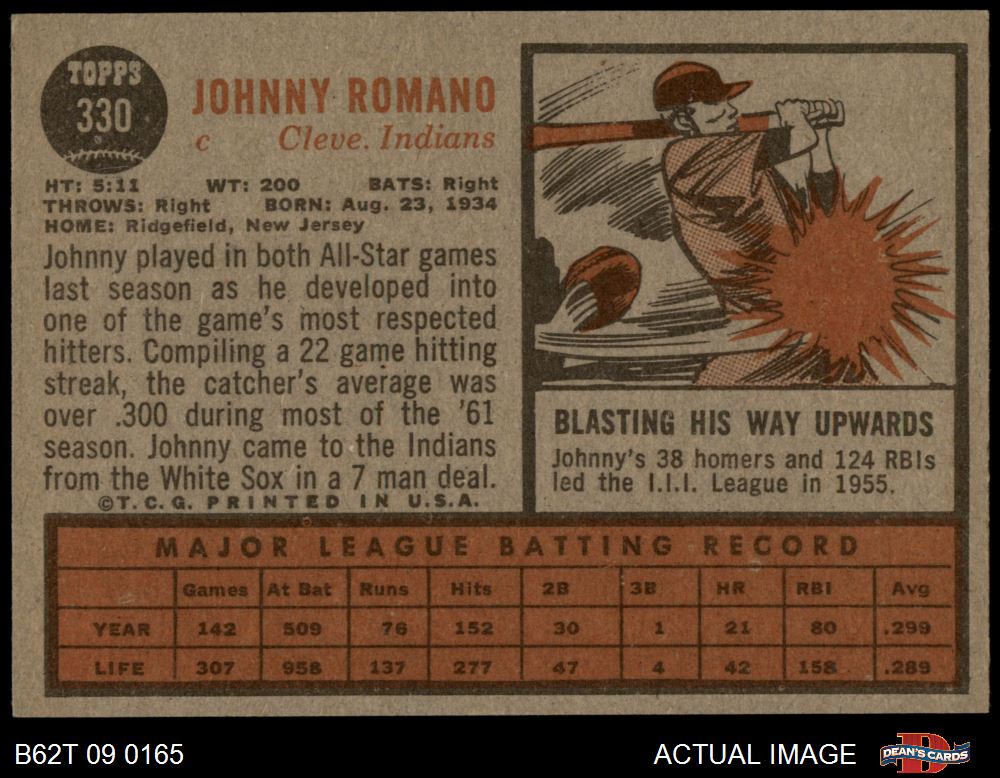 TOPPS
330
JOHNNY ROMANO
c Cleve. Indians
HT: 5:11 WT: 200 BATS: Right
THROWS: Right BORN: Aug. 23, 1934
HOME: Ridgefield, New Jersey
Johnny played in both All-Star games
last season as he developed into
one of the game's most respected
hitters. Compiling a 22 game hitting
streak, the catcher's average was
over .300 during most of the '61
season. Johnny came to the Indians
from the White Sox in a 7 man deal.
©T.C.G. PRINTED IN U.S.A.
BLASTING HIS WAY UPWARDS
Johnny's 38 homers and 124 RBIs
led the I.I.I. League in 1955.
MAJOR LEAGUE BATTING RECORD
Games At Bat Runs Hits 2B 3B HR RBI Avg
YEAR 142 509 76 152 30 1 21 80 .299
LIFE 307 958 137 277 47 4 42 158 .289
B62T 09 0165 ACTUAL IMAGE DEAN'S CARDS